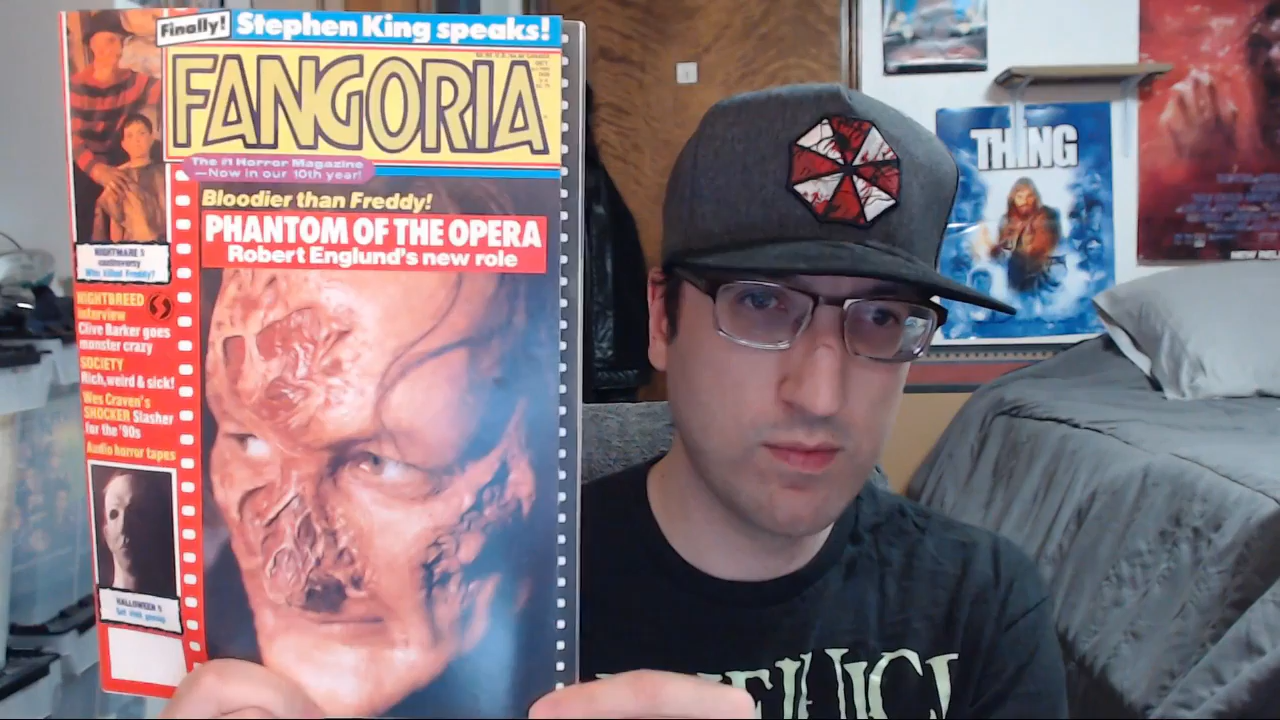 Finally! Stephen King speaks!
FANGORIA
The #1 Horror Magazine
—Now in our 10th year!
Bloodier than Freddy!
PHANTOM OF THE OPERA
Robert Englund's new role
NIGHTMARE 5
controversy
Who killed Freddy?
NIGHTBREED
interview
Clive Barker goes
monster crazy
SOCIETY
Rich, weird & sick!
Wes Craven's
SHOCKER Slasher
for the '90s
Audio horror tapes
HALLOWEEN 5
THING